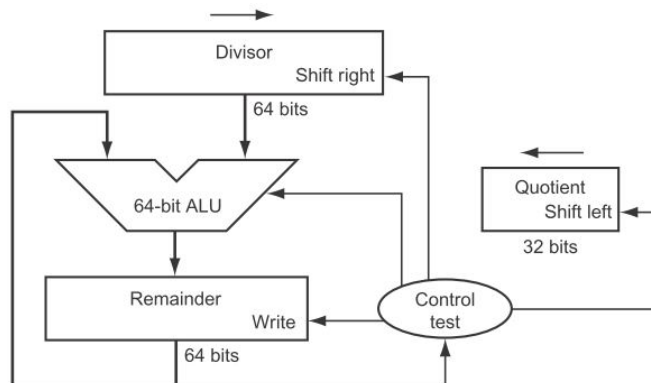 Divisor
Shift right
64 bits
64-bit ALU
Quotient
Shift left
32 bits
Remainder
Write
Control
test
64 bits